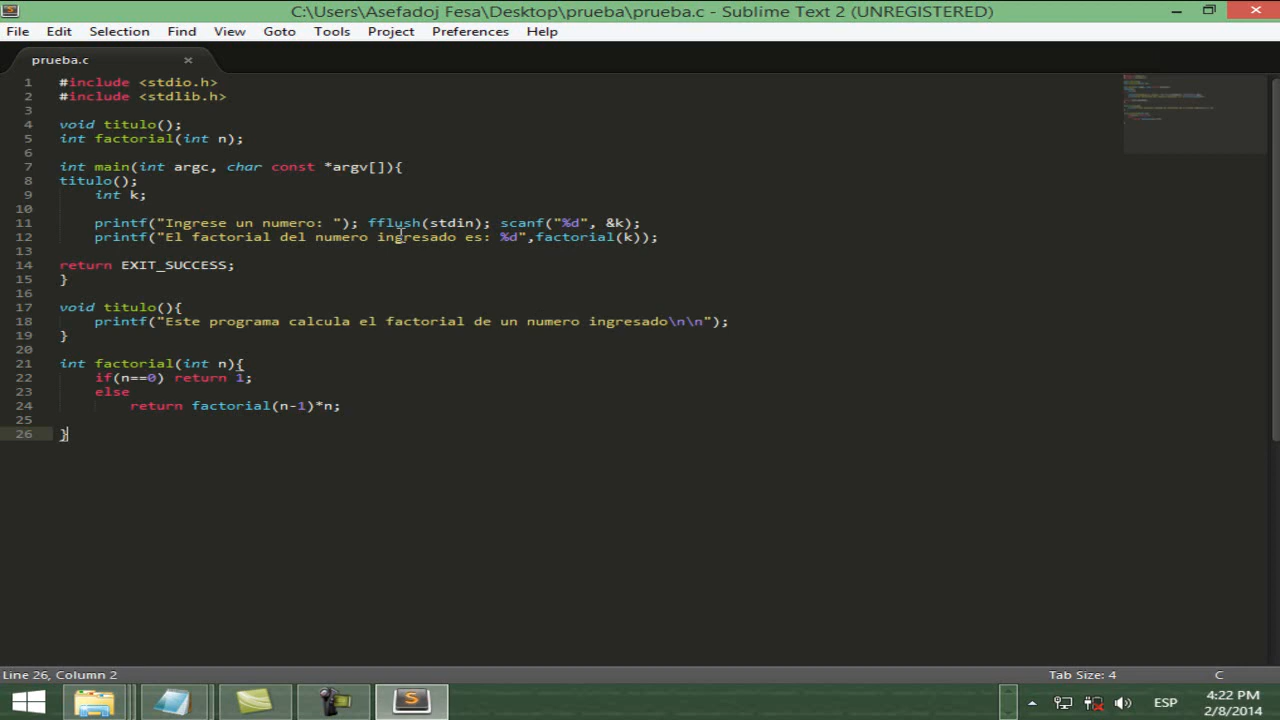 C:\Users\Asefadoj Fesa\Desktop\prueba\prueba.c - Sublime Text 2 (UNREGISTERED)
File Edit Selection Find View Goto Tools Project Preferences Help
prueba.c
1 #include <stdio.h>
2 #include <stdlib.h>
3
4 void titulo();
5 int factorial(int n);
6
7 int main(int argc, char const *argv[]){
8 titulo();
9     int k;
10
11     printf("Ingrese un numero: "); fflush(stdin); scanf("%d", &k);
12     printf("El factorial del numero ingresado es: %d",factorial(k));
13
14 return EXIT_SUCCESS;
15 }
16
17 void titulo(){
18     printf("Este programa calcula el factorial de un numero ingresado\n\n");
19 }
20
21 int factorial(int n){
22     if(n==0) return 1;
23     else
24         return factorial(n-1)*n;
25
26 }
Line 26, Column 2 Tab Size: 4 C
ESP
4:22 PM
2/8/2014